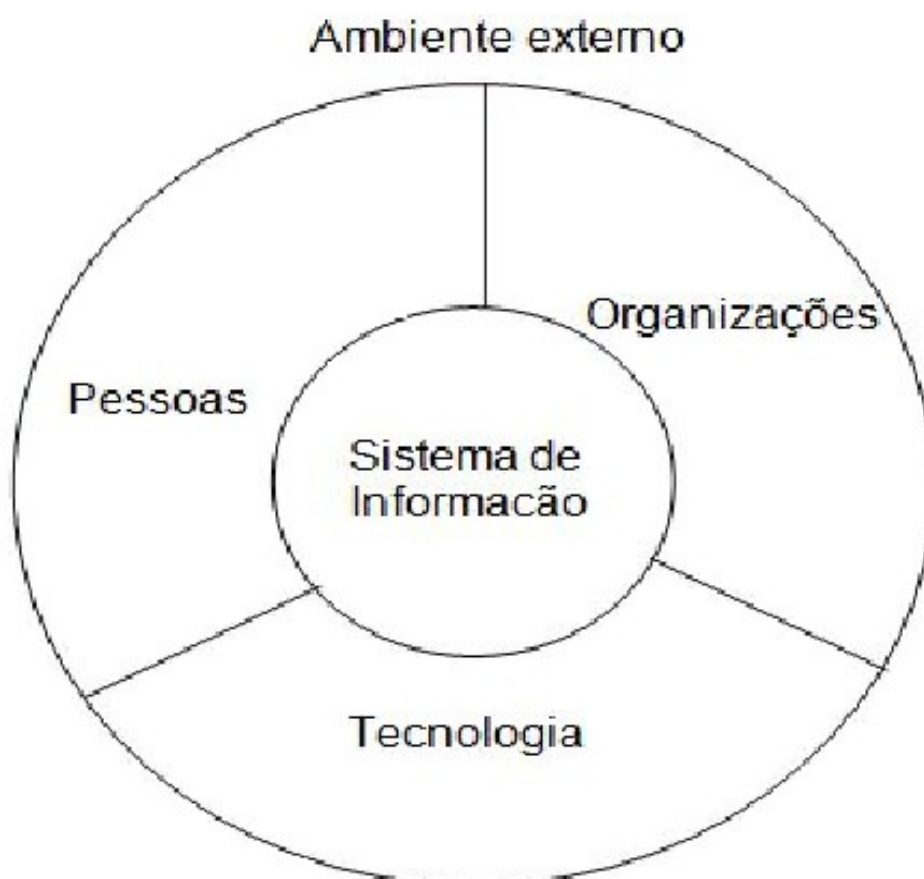 Ambiente externo
Organizações
Pessoas
Sistema de
Informacão
Tecnologia